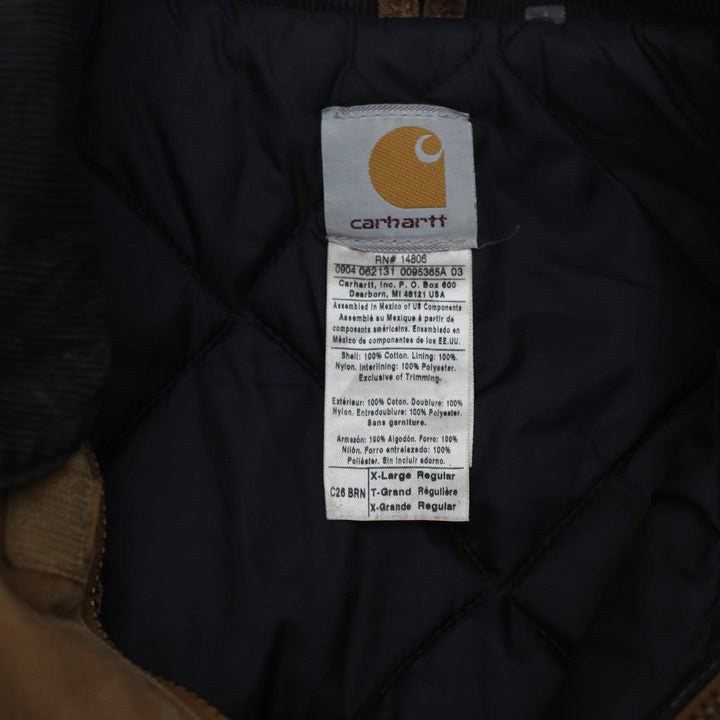 carhartt
RN# 14806
0904 062131 0095365A 03
Carhartt, Inc. P. O. Box 600
Dearborn, MI 48121 USA
Assembled in Mexico of US Components
Assemblé au Mexique à partir de
composants américains. Ensamblado en
México de componentes de los EE.UU.
Shell: 100% Cotton. Lining: 100%.
Nylon. Interlining: 100% Polyester.
Exclusive of Trimming.
Extérieur: 100% Coton. Doublure: 100%
Nylon. Entredoublure: 100% Polyester.
Sans garniture.
Armazón: 100% Algodón. Forro: 100%
Nilón. Forro entrelazado: 100%
Poliéster. Sin incluir adorno.
C26 BRN
X-Large Regular
T-Grand Régulière
X-Grande Regular